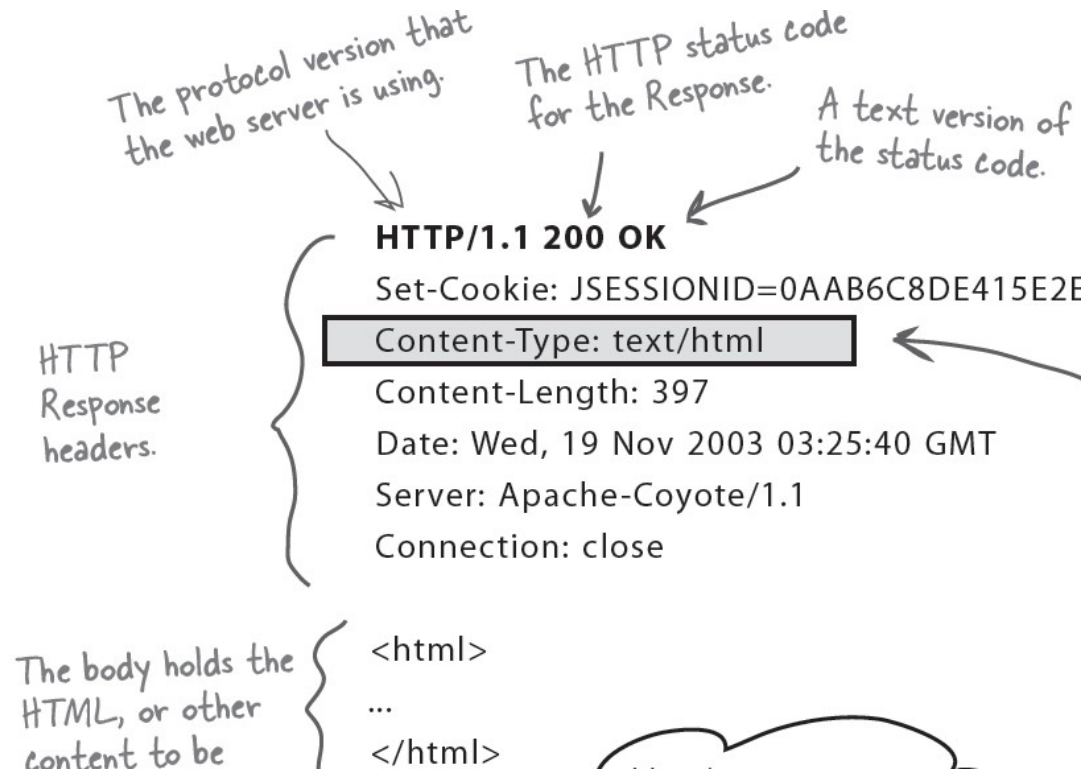 The protocol version that
the web server is using.
The HTTP status code
for the Response.
A text version of
the status code.
HTTP/1.1 200 OK
Set-Cookie: JSESSIONID=0AAB6C8DE415E2E
Content-Type: text/html
Content-Length: 397
Date: Wed, 19 Nov 2003 03:25:40 GMT
Server: Apache-Coyote/1.1
Connection: close
HTTP
Response
headers.
The body holds the
HTML, or other
content to be
<html>
...
</html>